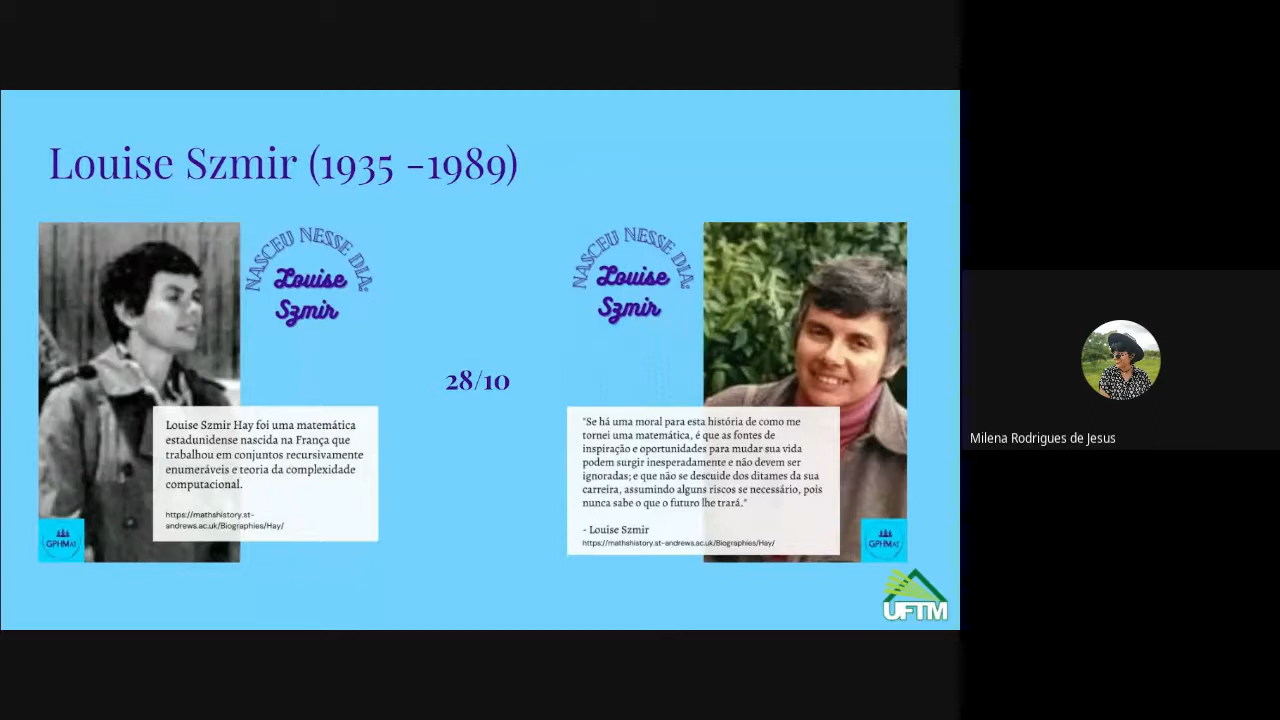 Louise Szmir (1935 -1989)
NASCEU NESSE DIA:
Louise
Szmir
Louise Szmir Hay foi uma matemática
estadunidense nascida na França que
trabalhou em conjuntos recursivamente
enumeráveis e teoria da complexidade
computacional.
https://mathshistory.st-
andrews.ac.uk/Biographies/Hay/
GPHMAT
28/10
NASCEU NESSE DIA:
Louise
Szmir
"Se há uma moral para esta história de como me
tornei uma matemática, é que as fontes de
inspiração e oportunidades para mudar sua vida
podem surgir inesperadamente e não devem ser
ignoradas; e que não se descuide dos ditames da sua
carreira, assumindo alguns riscos se necessário, pois
nunca sabe o que o futuro lhe trará."
- Louise Szmir
https://mathshistory.st-andrews.ac.uk/Biographies/Hay/
GPHMAT
UFTM
Milena Rodrigues de Jesus